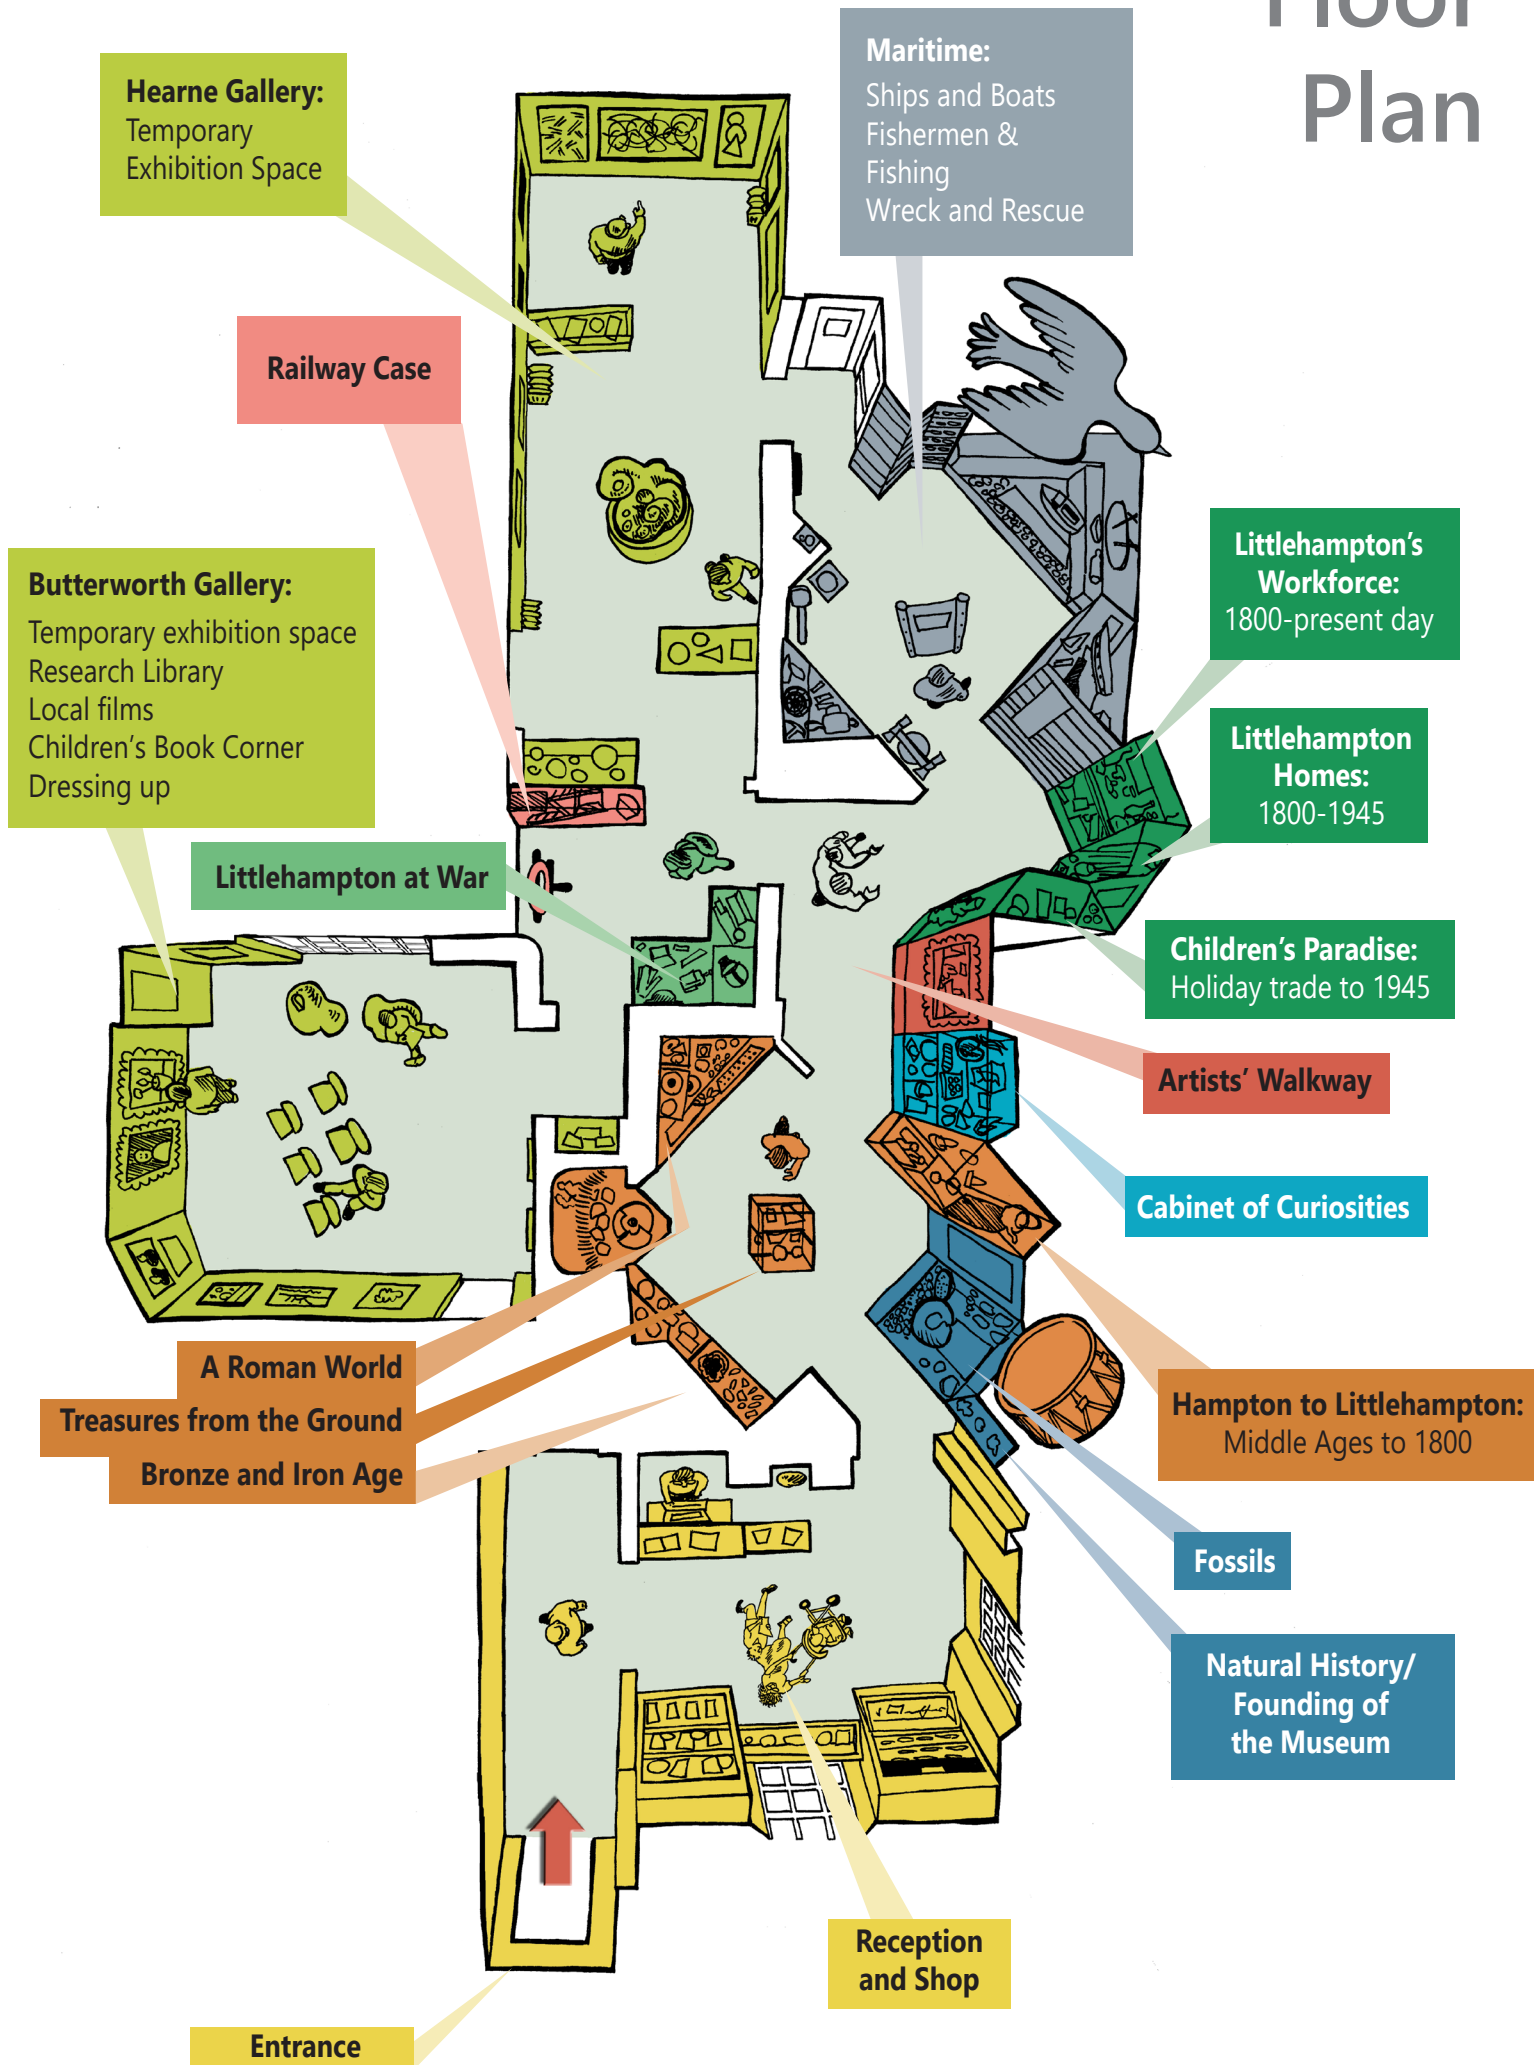 Floor
Plan
Hearne Gallery:
Temporary
Exhibition Space
Maritime:
Ships and Boats
Fishermen &
Fishing
Wreck and Rescue
Railway Case
Littlehampton's
Workforce:
1800-present day
Butterworth Gallery:
Temporary exhibition space
Research Library
Local films
Children's Book Corner
Dressing up
Littlehampton
Homes:
1800-1945
Littlehampton at War
Children's Paradise:
Holiday trade to 1945
Artists' Walkway
Cabinet of Curiosities
A Roman World
Treasures from the Ground
Bronze and Iron Age
Hampton to Littlehampton:
Middle Ages to 1800
Fossils
Natural History/
Founding of
the Museum
Reception
and Shop
Entrance